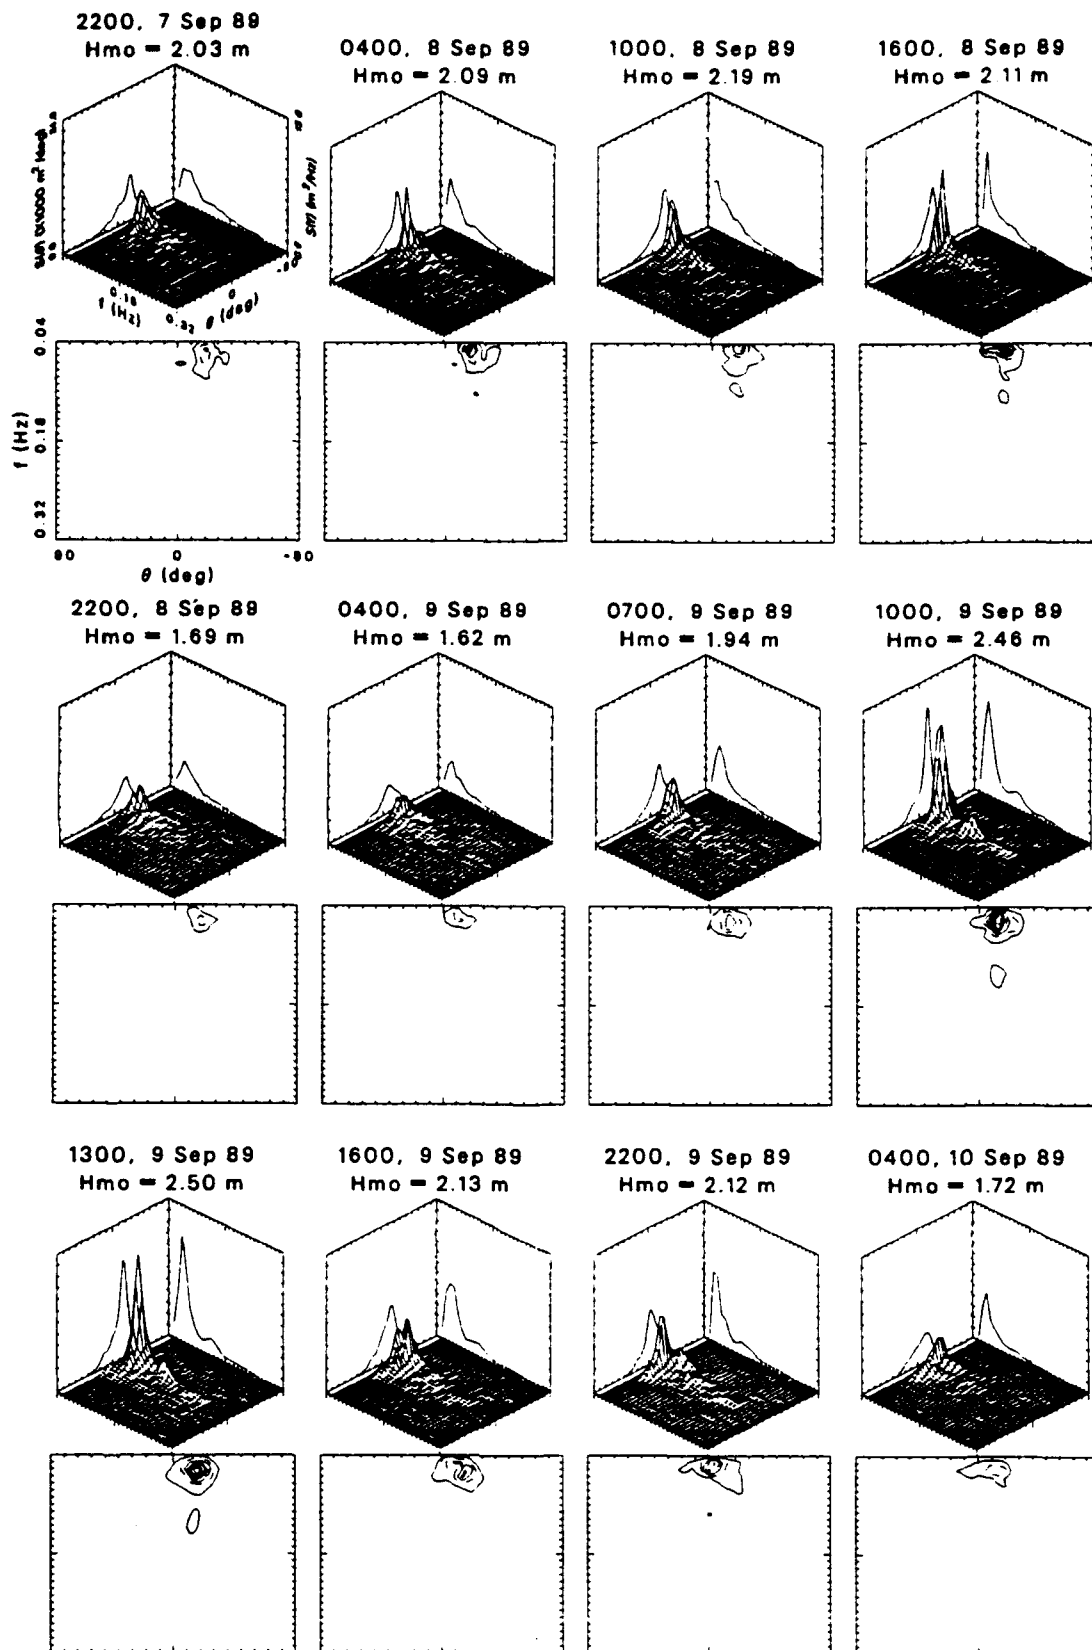 2200, 7 Sep 89
Hmo = 2.03 m
0400, 8 Sep 89
Hmo = 2.09 m
1000, 8 Sep 89
Hmo = 2.19 m
1600, 8 Sep 89
Hmo = 2.11 m
0.18
f (Hz)
0.32
0
θ (deg)
f (Hz)
0.04
0.18
0.32
0
θ (deg)
2200, 8 Sep 89
Hmo = 1.69 m
0400, 9 Sep 89
Hmo = 1.62 m
0700, 9 Sep 89
Hmo = 1.94 m
1000, 9 Sep 89
Hmo = 2.46 m
1300, 9 Sep 89
Hmo = 2.50 m
1600, 9 Sep 89
Hmo = 2.13 m
2200, 9 Sep 89
Hmo = 2.12 m
0400, 10 Sep 89
Hmo = 1.72 m